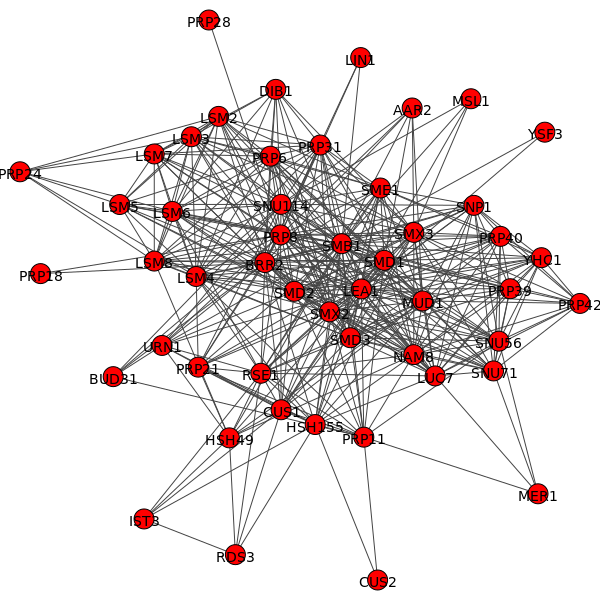 PRP28
LIN1
DIB1
MSL1
AAR2
LSM2
YSF3
LSM3
PRP31
LSM7
PRP6
PRP24
SME1
LSM5
LSM6
SNU114
SNP1
PRP8
SMX3
PRP40
SMB1
LSM8
BRR2
SMD1
YHC1
PRP18
LSM4
SMD2
LEA1
PRP39
MUD1
PRP42
SMX2
SMD3
URN1
SNU56
NAM8
PRP21
RSE1
SNU71
BUD31
LUC7
CUS1
HSH155
HSH49
PRP11
MER1
IST3
RDS3
CUS2